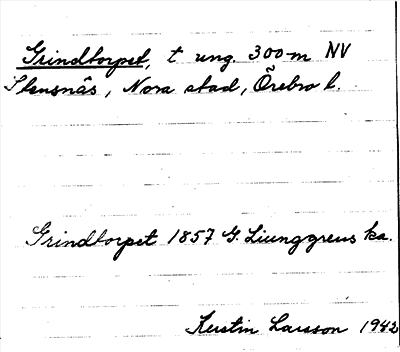 Grindtorpet, t ung. 300 m NV
Stensnäs, Nora stad, Örebro l.
Grindtorpet 1857 G. Ljunggrens ka.
Kerstin Larsson 1942